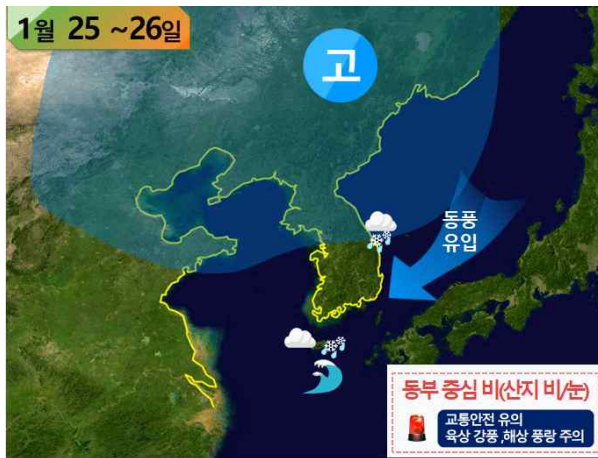 1월 25 ~26일
고
동풍
유입
동부 중심 비(산지 비/눈)
교통안전 유의
육상 강풍 ,해상 풍랑 주의